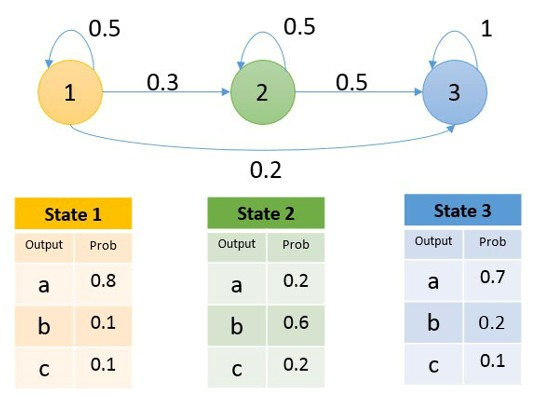 0.5
0.5
1
1
0.3
2
0.5
3
0.2
State 1
Output Prob
a 0.8
b 0.1
c 0.1
State 2
Output Prob
a 0.2
b 0.6
c 0.2
State 3
Output Prob
a 0.7
b 0.2
c 0.1